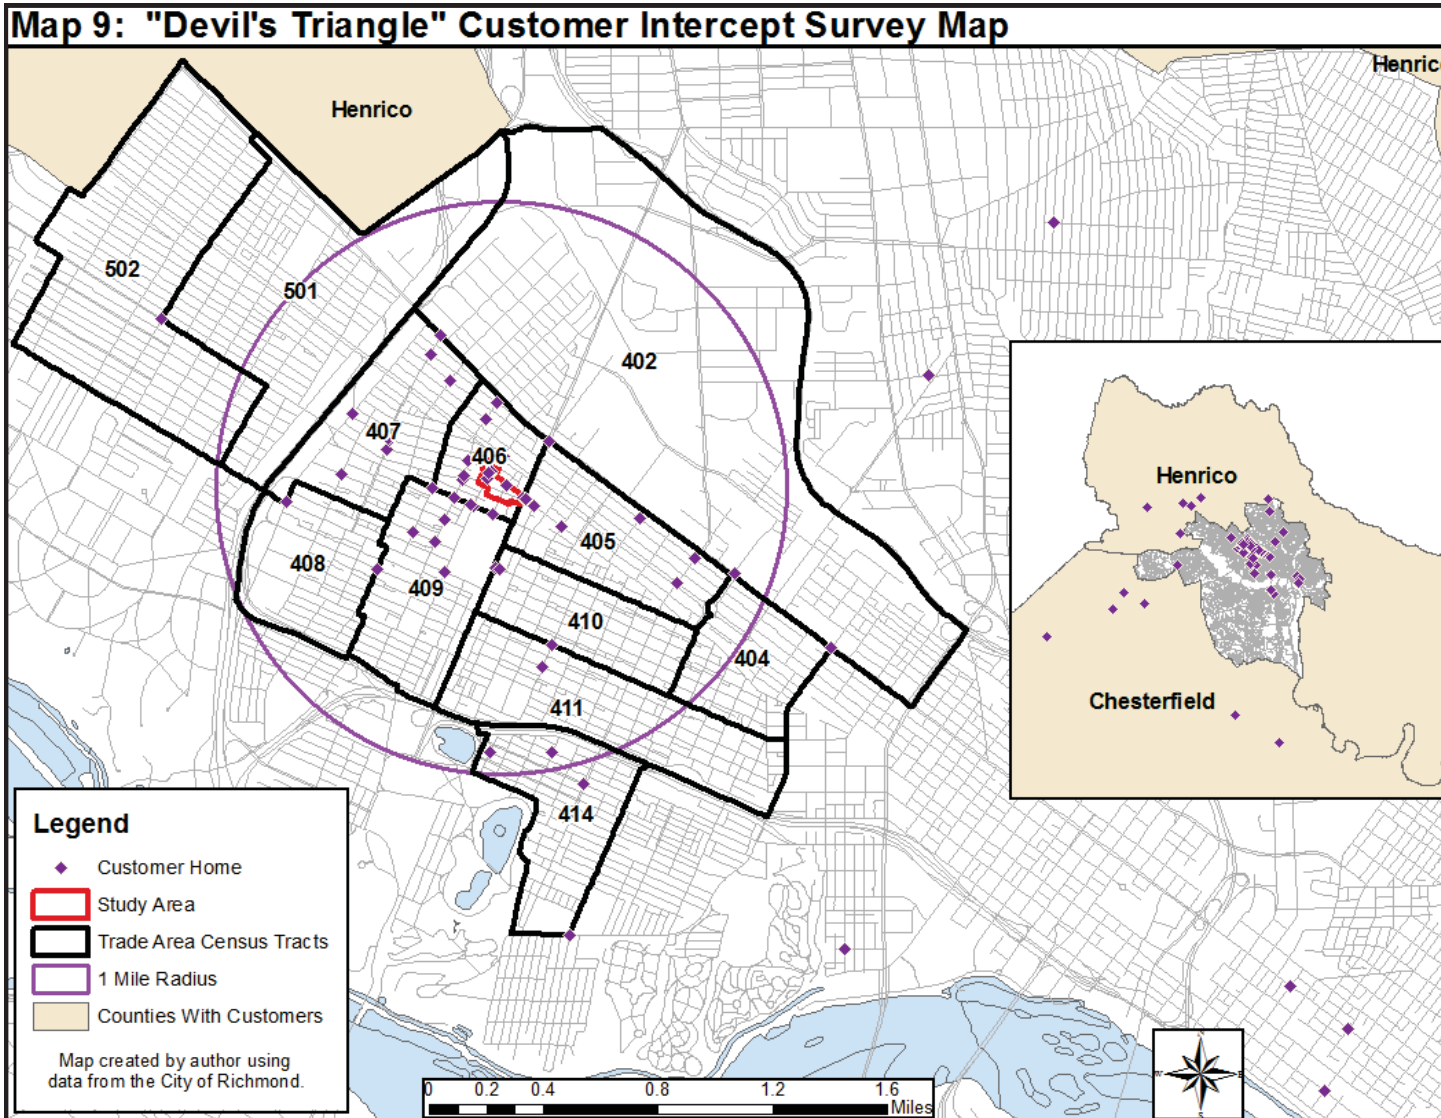 Map 9: "Devil's Triangle" Customer Intercept Survey Map
Henrico
Henric
502
501
402
407
406
405
408
409
410
404
411
414
Henrico
Chesterfield
Legend
Customer Home
Study Area
Trade Area Census Tracts
1 Mile Radius
Counties With Customers
Map created by author using
data from the City of Richmond.
0 0.2 0.4 0.8 1.2 1.6
Miles
N
W E
S